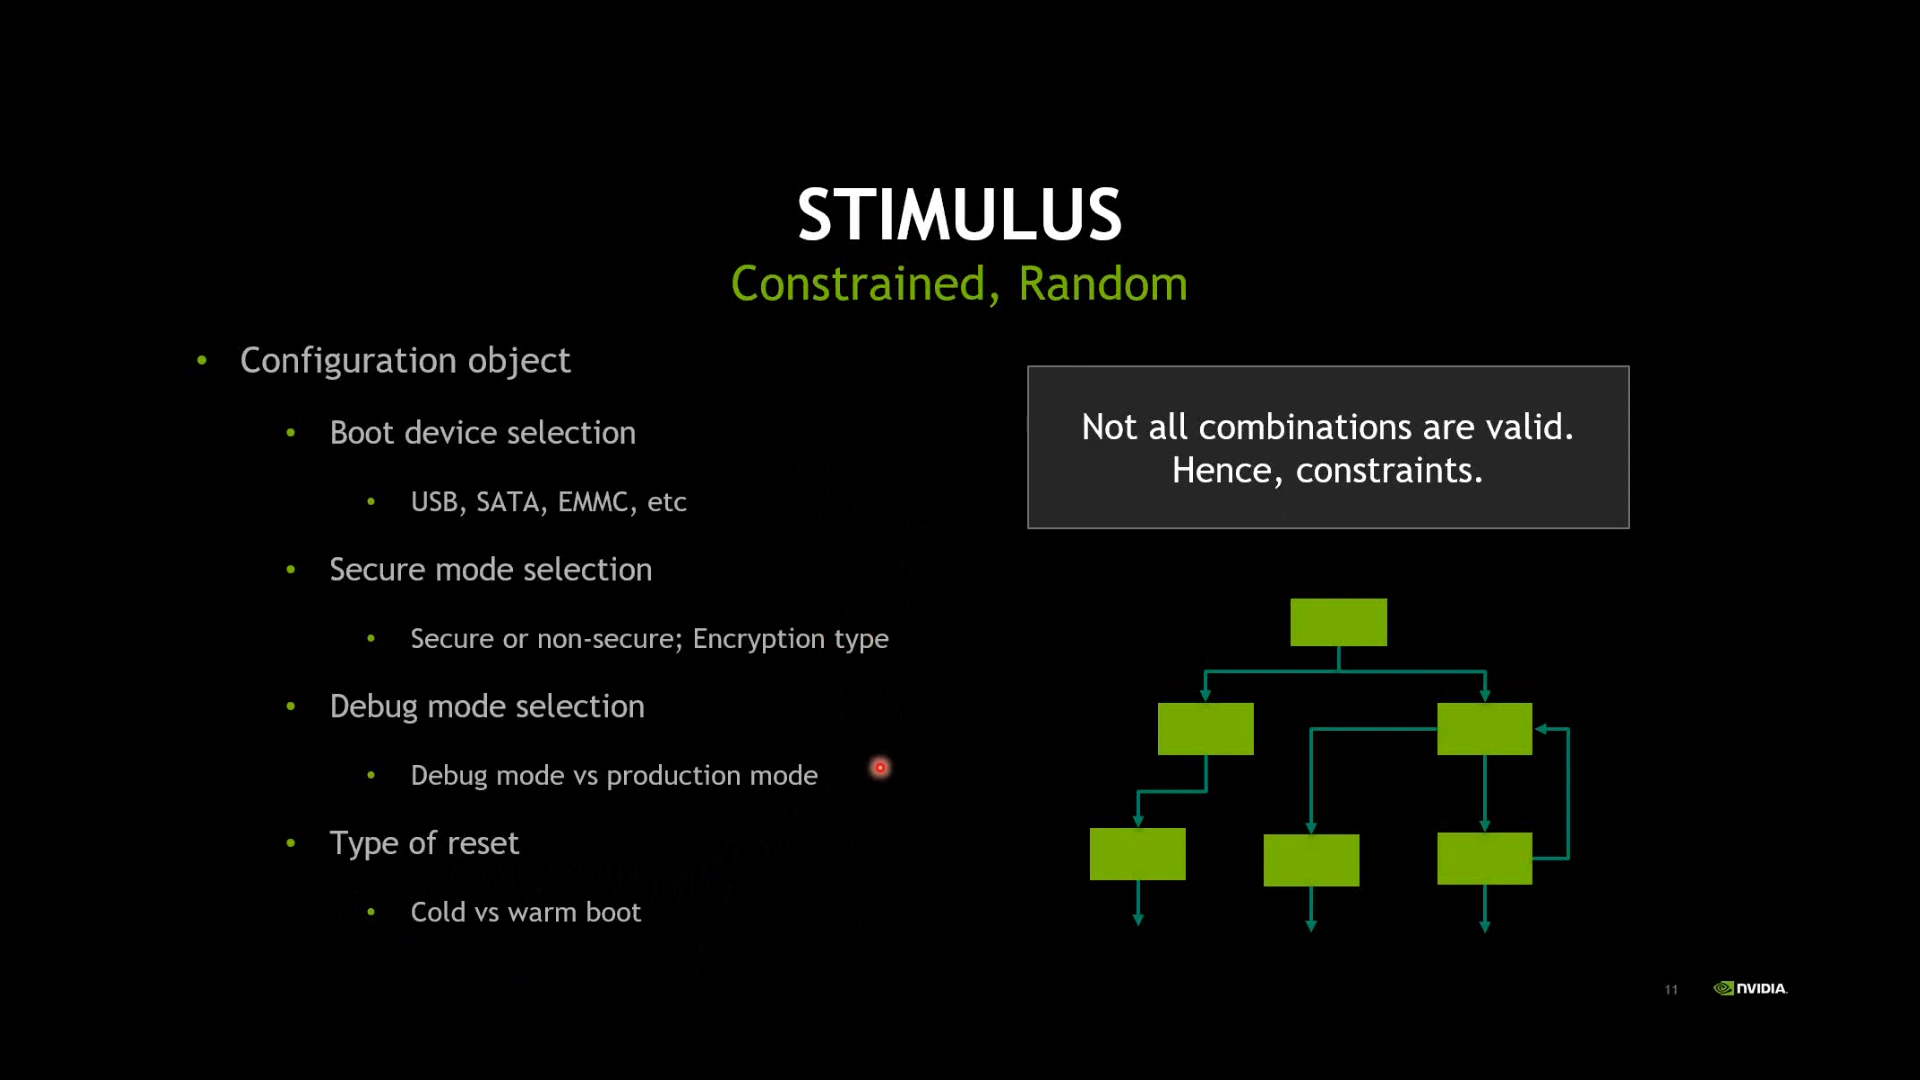 STIMULUS
Constrained, Random
• Configuration object
• Boot device selection
• USB, SATA, EMMC, etc
• Secure mode selection
• Secure or non-secure; Encryption type
• Debug mode selection
• Debug mode vs production mode
• Type of reset
• Cold vs warm boot
Not all combinations are valid.
Hence, constraints.
11
NVIDIA.